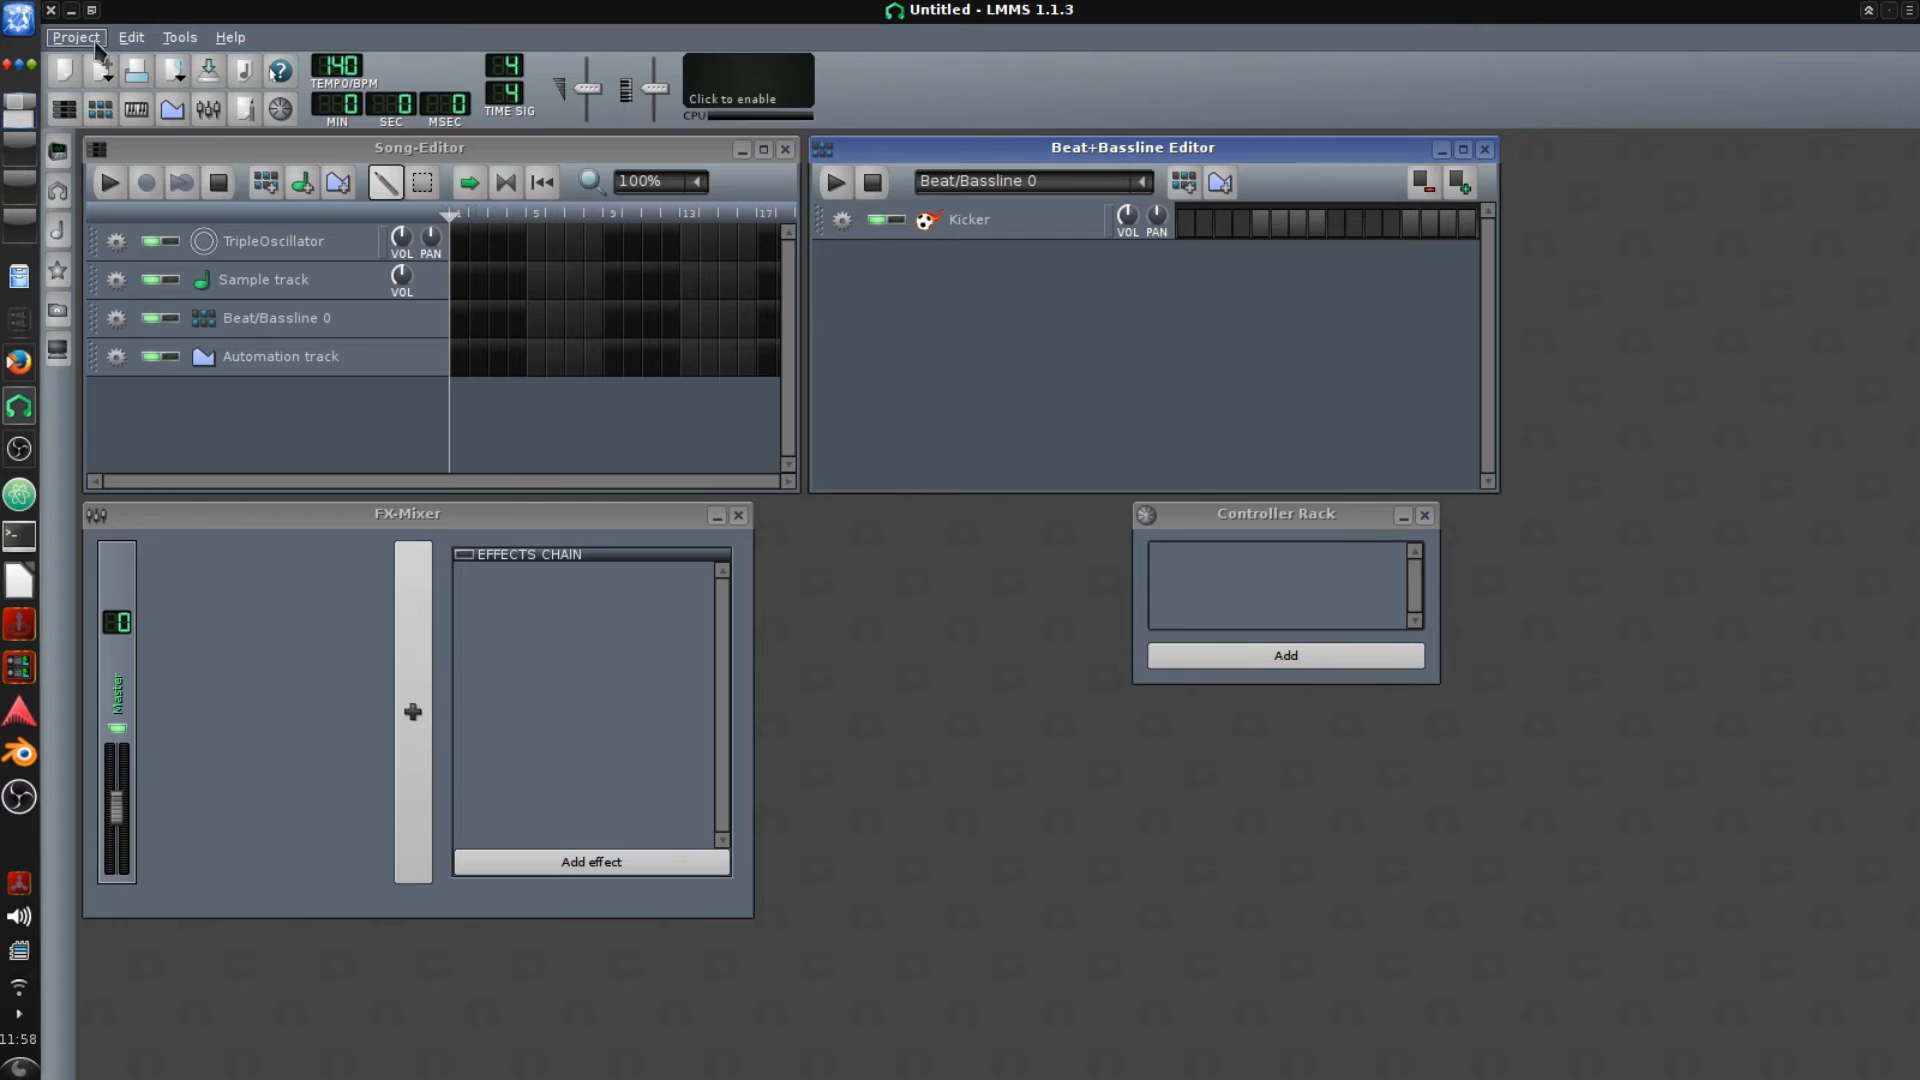 Untitled - LMMS 1.1.3
Project Edit Tools Help
140
TEMPO/BPM
0 0 0
MIN SEC MSEC
4
4
TIME SIG
Click to enable
CPU
Song-Editor
100%
1 5 9 13 17
TripleOscillator VOL PAN
Sample track VOL
Beat/Bassline 0
Automation track
Beat+Bassline Editor
Beat/Bassline 0
Kicker VOL PAN
FX-Mixer
0
Master
EFFECTS CHAIN
Add effect
Controller Rack
Add
11:58